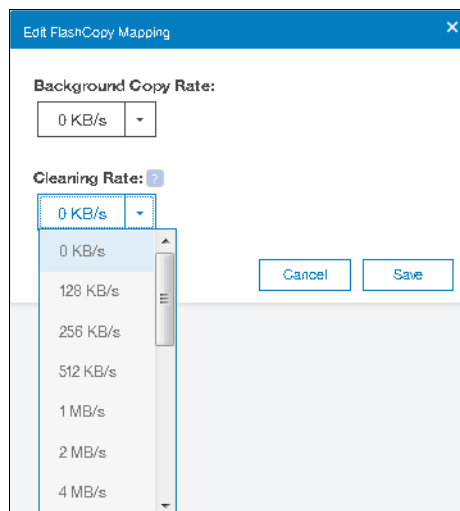 Edit FlashCopy Mapping
Background Copy Rate:
0 KB/s
Cleaning Rate: ?
0 KB/s
0 KB/s
128 KB/s
256 KB/s
512 KB/s
1 MB/s
2 MB/s
4 MB/s
Cancel Save